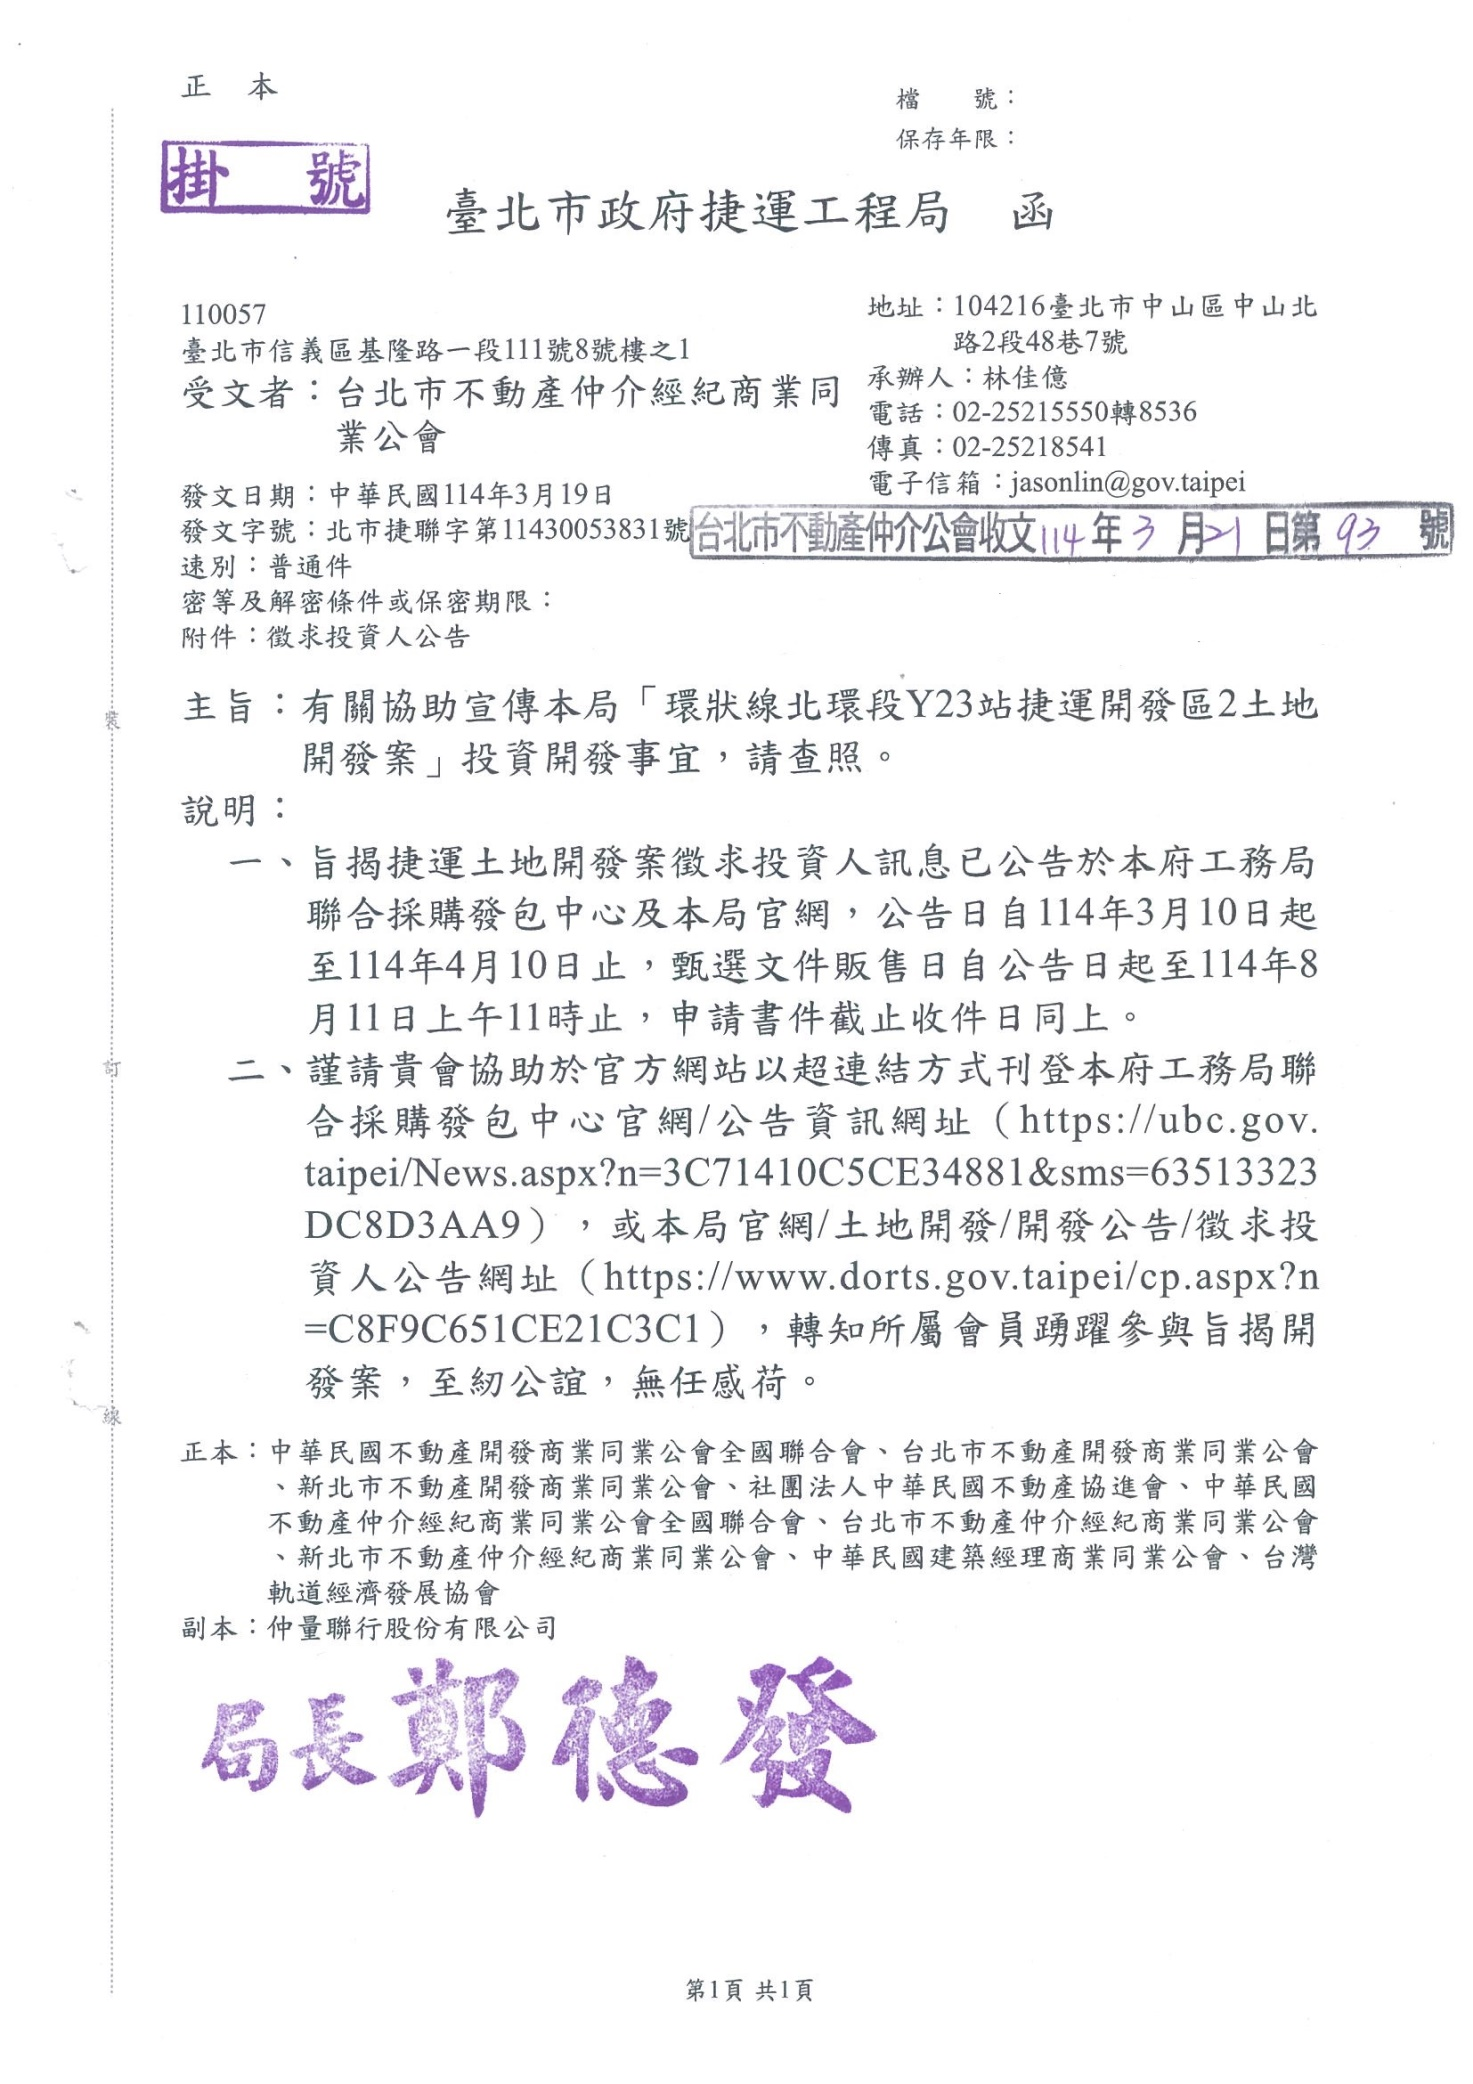 正　本
檔　　號：
保存年限：
掛　號
臺北市政府捷運工程局　函
110057
臺北市信義區基隆路一段111號8號樓之1
受文者：台北市不動產仲介經紀商業同
業公會
地址：104216臺北市中山區中山北
路2段48巷7號
承辦人：林佳億
電話：02-25215550轉8536
傳真：02-25218541
電子信箱：jasonlin@gov.taipei
發文日期：中華民國114年3月19日
發文字號：北市捷聯字第11430053831號
台北市不動產仲介公會收文114年3月21日第93號
速別：普通件
密等及解密條件或保密期限：
附件：徵求投資人公告
主旨：有關協助宣傳本局「環狀線北環段Y23站捷運開發區2土地
開發案」投資開發事宜，請查照。
說明：
一、旨揭捷運土地開發案徵求投資人訊息已公告於本府工務局
聯合採購發包中心及本局官網，公告日自114年3月10日起
至114年4月10日止，甄選文件販售日自公告日起至114年8
月11日上午11時止，申請書件截止收件日同上。
二、謹請貴會協助於官方網站以超連結方式刊登本府工務局聯
合採購發包中心官網/公告資訊網址（https://ubc.gov.
taipei/News.aspx?n=3C71410C5CE34881&sms=63513323
DC8D3AA9），或本局官網/土地開發/開發公告/徵求投
資人公告網址（https://www.dorts.gov.taipei/cp.aspx?n
=C8F9C651CE21C3C1），轉知所屬會員踴躍參與旨揭開
發案，至紉公誼，無任感荷。
正本：中華民國不動產開發商業同業公會全國聯合會、台北市不動產開發商業同業公會
、新北市不動產開發商業同業公會、社團法人中華民國不動產協進會、中華民國
不動產仲介經紀商業同業公會全國聯合會、台北市不動產仲介經紀商業同業公會
、新北市不動產仲介經紀商業同業公會、中華民國建築經理商業同業公會、台灣
軌道經濟發展協會
副本：仲量聯行股份有限公司
局長鄭德發
裝
訂
線
第1頁 共1頁